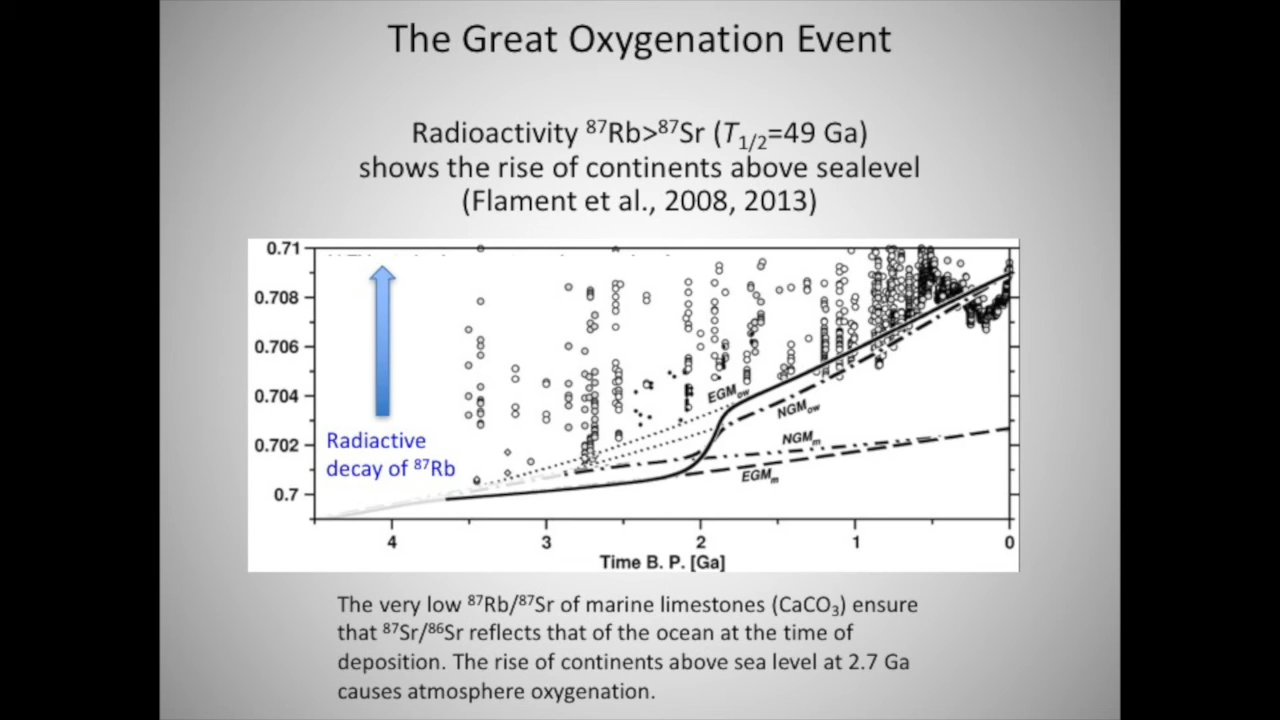 The Great Oxygenation Event
Radioactivity ⁸⁷Rb>⁸⁷Sr (T₁/₂=49 Ga)
shows the rise of continents above sealevel
(Flament et al., 2008, 2013)
0.71
0.708
0.706
0.704
0.702
0.7
Radiactive
decay of ⁸⁷Rb
EGMow
NGMow
NGMm
EGMm
4 3 2 1 0
Time B. P. [Ga]
The very low ⁸⁷Rb/⁸⁷Sr of marine limestones (CaCO₃) ensure
that ⁸⁷Sr/⁸⁶Sr reflects that of the ocean at the time of
deposition. The rise of continents above sea level at 2.7 Ga
causes atmosphere oxygenation.